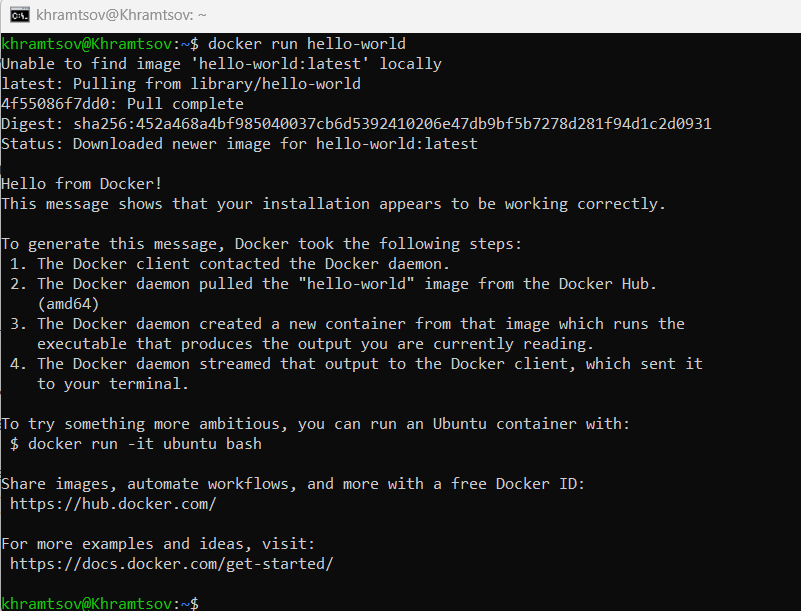 khramtsov@Khramtsov: ~
khramtsov@Khramtsov:~$ docker run hello-world
Unable to find image 'hello-world:latest' locally
latest: Pulling from library/hello-world
4f55086f7dd0: Pull complete
Digest: sha256:452a468a4bf985040037cb6d5392410206e47db9bf5b7278d281f94d1c2d0931
Status: Downloaded newer image for hello-world:latest
Hello from Docker!
This message shows that your installation appears to be working correctly.
To generate this message, Docker took the following steps:
1. The Docker client contacted the Docker daemon.
2. The Docker daemon pulled the "hello-world" image from the Docker Hub.
(amd64)
3. The Docker daemon created a new container from that image which runs the
executable that produces the output you are currently reading.
4. The Docker daemon streamed that output to the Docker client, which sent it
to your terminal.
To try something more ambitious, you can run an Ubuntu container with:
$ docker run -it ubuntu bash
Share images, automate workflows, and more with a free Docker ID:
https://hub.docker.com/
For more examples and ideas, visit:
https://docs.docker.com/get-started/
khramtsov@Khramtsov:~$